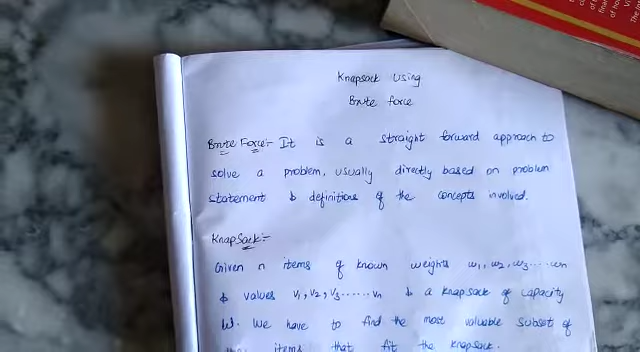 Knapsack Using
Brute force
Brute Force:- It is a straight forward approach to
solve a problem, usually directly based on problem
statement & definitions of the concepts involved.
KnapSack:-
Given n items of known weights w1, w2, w3.....wn
& values v1, v2, v3......vn & a knapsack of capacity
W. We have to find the most valuable subset of
items that fit the knapsack.